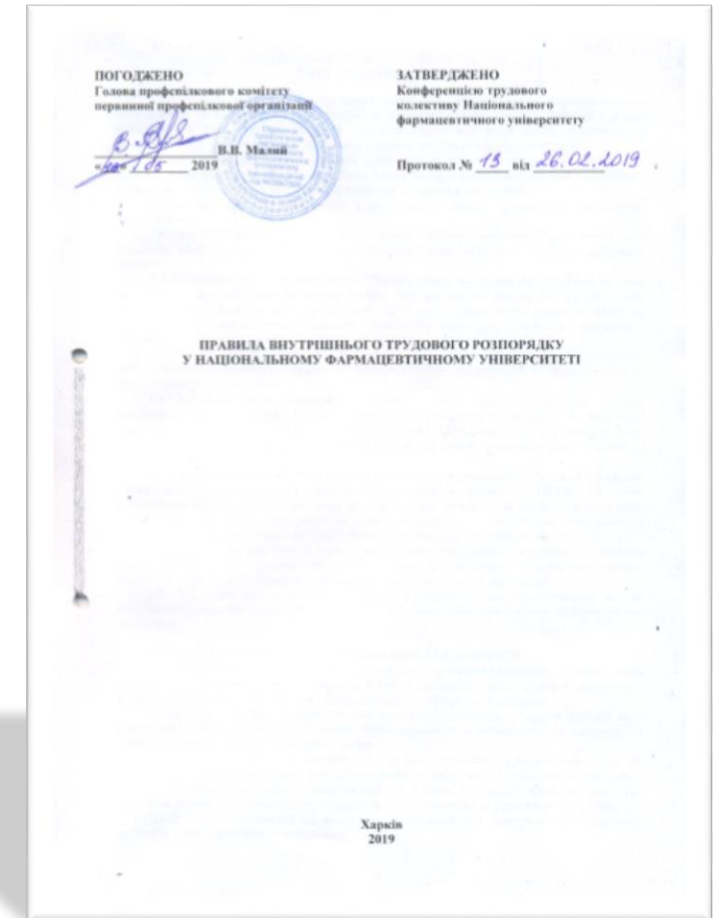 ПОГОДЖЕНО
Голова профспілкового комітету
первинної профспілкової організації
В.В. Малий
2019
ЗАТВЕРДЖЕНО
Конференцією трудового
колективу Національного
фармацевтичного університету
Протокол № 13 від 26.02.2019
ПРАВИЛА ВНУТРІШНЬОГО ТРУДОВОГО РОЗПОРЯДКУ
У НАЦІОНАЛЬНОМУ ФАРМАЦЕВТИЧНОМУ УНІВЕРСИТЕТІ
Харків
2019